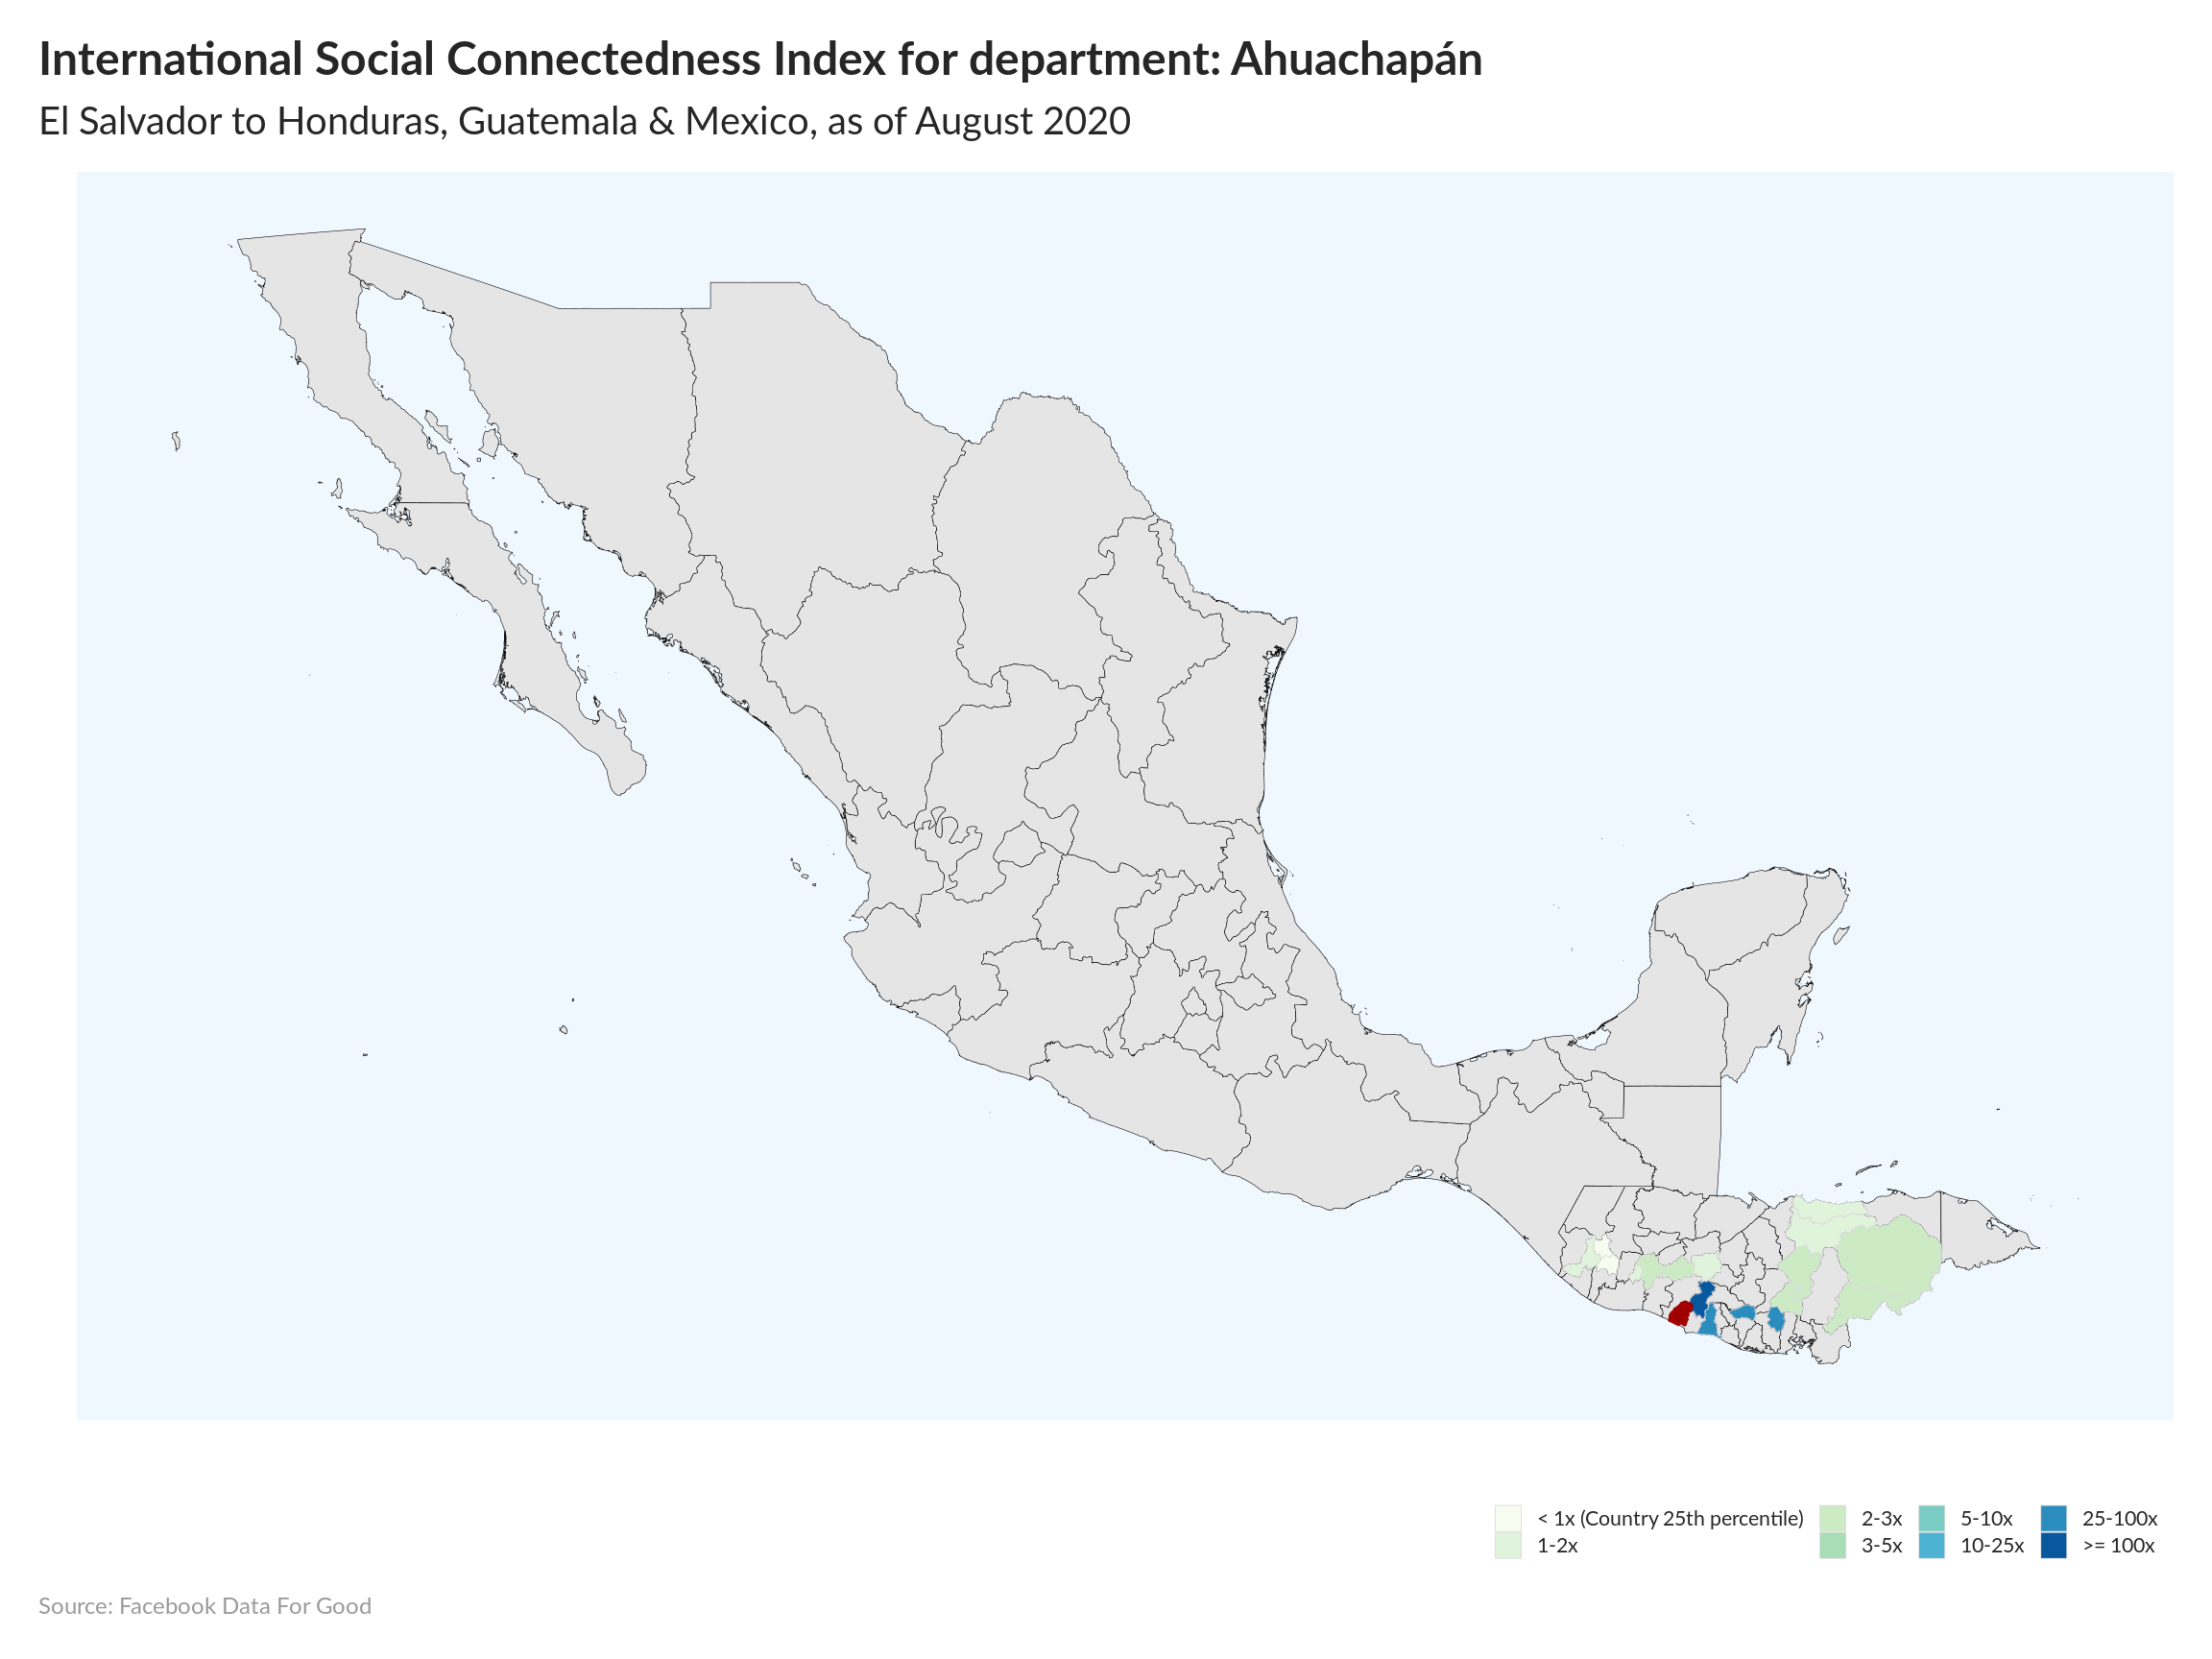 International Social Connectedness Index for department: Ahuachapán
El Salvador to Honduras, Guatemala & Mexico, as of August 2020
< 1x (Country 25th percentile)
1-2x
2-3x
3-5x
5-10x
10-25x
25-100x
>= 100x
Source: Facebook Data For Good